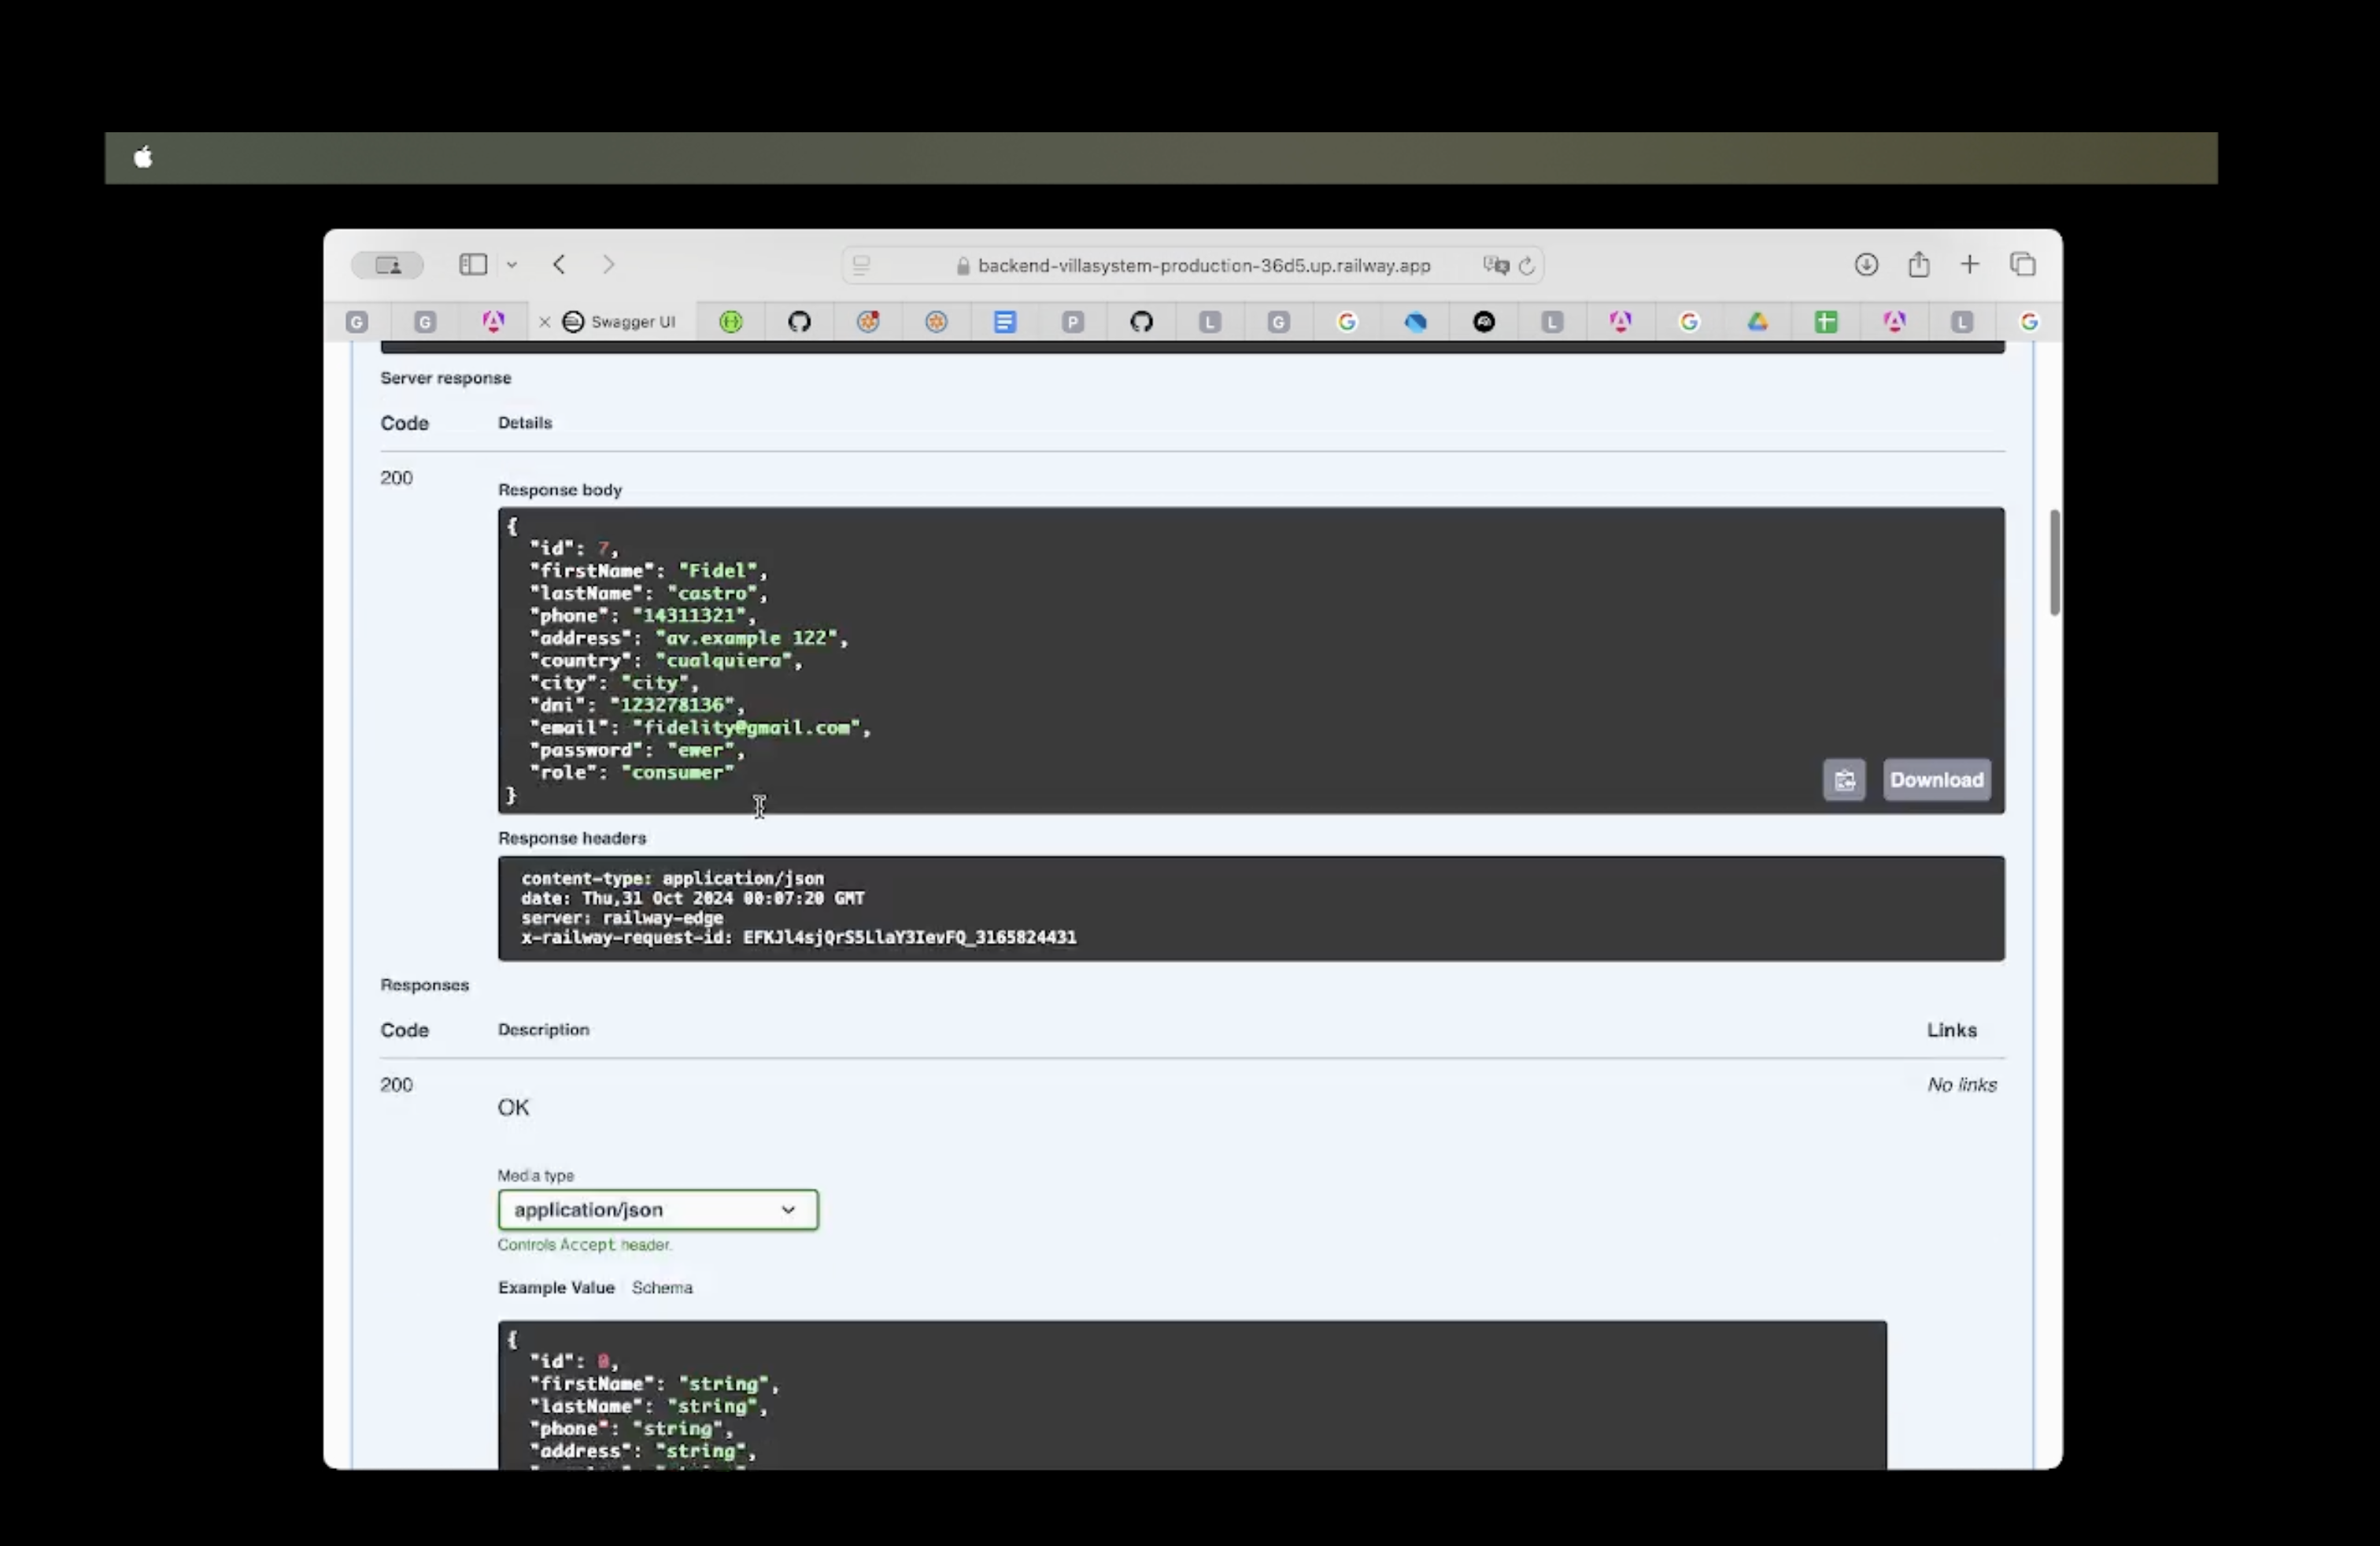 backend-villasystem-production-36d5.up.railway.app
G G Swagger UI P L G L L
Server response
Code Details
200
Response body
{
"id": 7,
"firstName": "Fidel",
"lastName": "castro",
"phone": "14311321",
"address": "av.example 122",
"country": "cualquiera",
"city": "city",
"dni": "123278136",
"email": "fidelity@gmail.com",
"password": "ewer",
"role": "consumer"
}
Download
Response headers
content-type: application/json
date: Thu,31 Oct 2024 00:07:20 GMT
server: railway-edge
x-railway-request-id: EFKJl4sjQrS5LlaY3IevFQ_3165824431
Responses
Code Description Links
200 No links
OK
Media type
application/json
Controls Accept header.
Example Value Schema
{
"id": 0,
"firstName": "string",
"lastName": "string",
"phone": "string",
"address": "string",